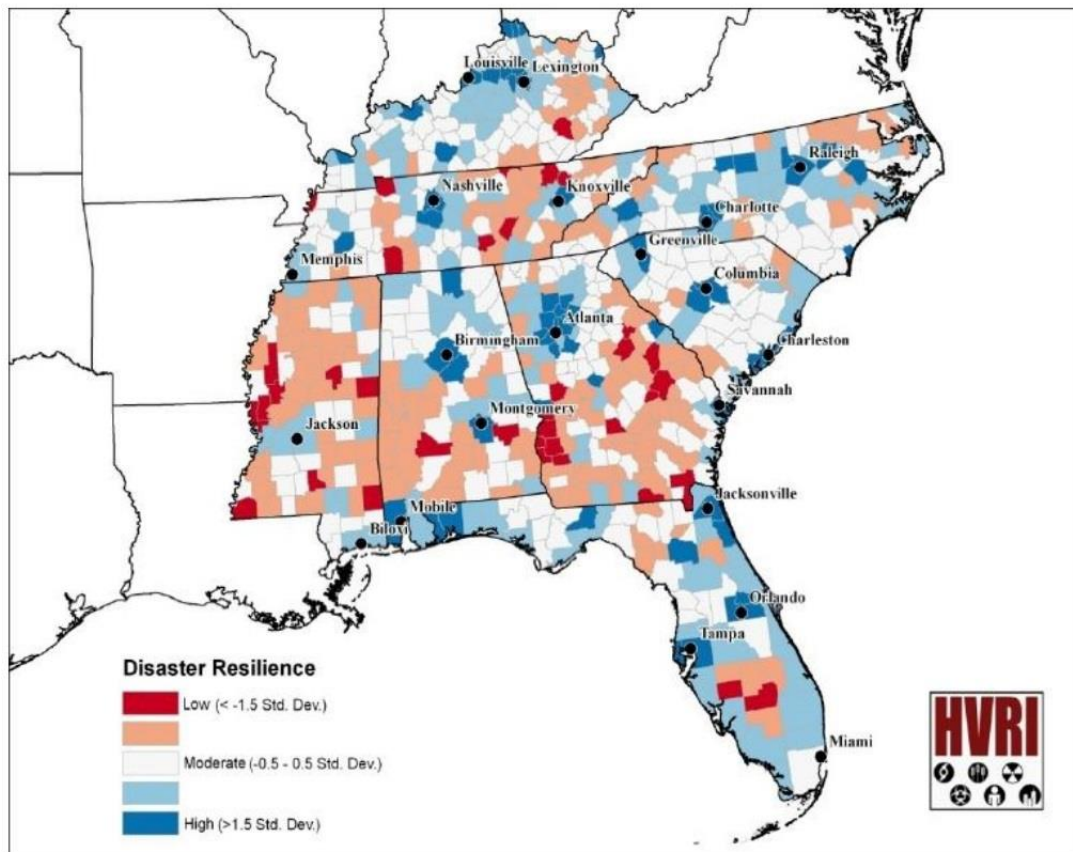 Louisville
Lexington
Raleigh
Nashville
Knoxville
Charlotte
Greenville
Memphis
Columbia
Atlanta
Birmingham
Charleston
Savannah
Montgomery
Jackson
Jacksonville
Mobile
Biloxi
Orlando
Tampa
Miami
Disaster Resilience
Low (< -1.5 Std. Dev.)
Moderate (-0.5 - 0.5 Std. Dev.)
High (>1.5 Std. Dev.)
HVRI